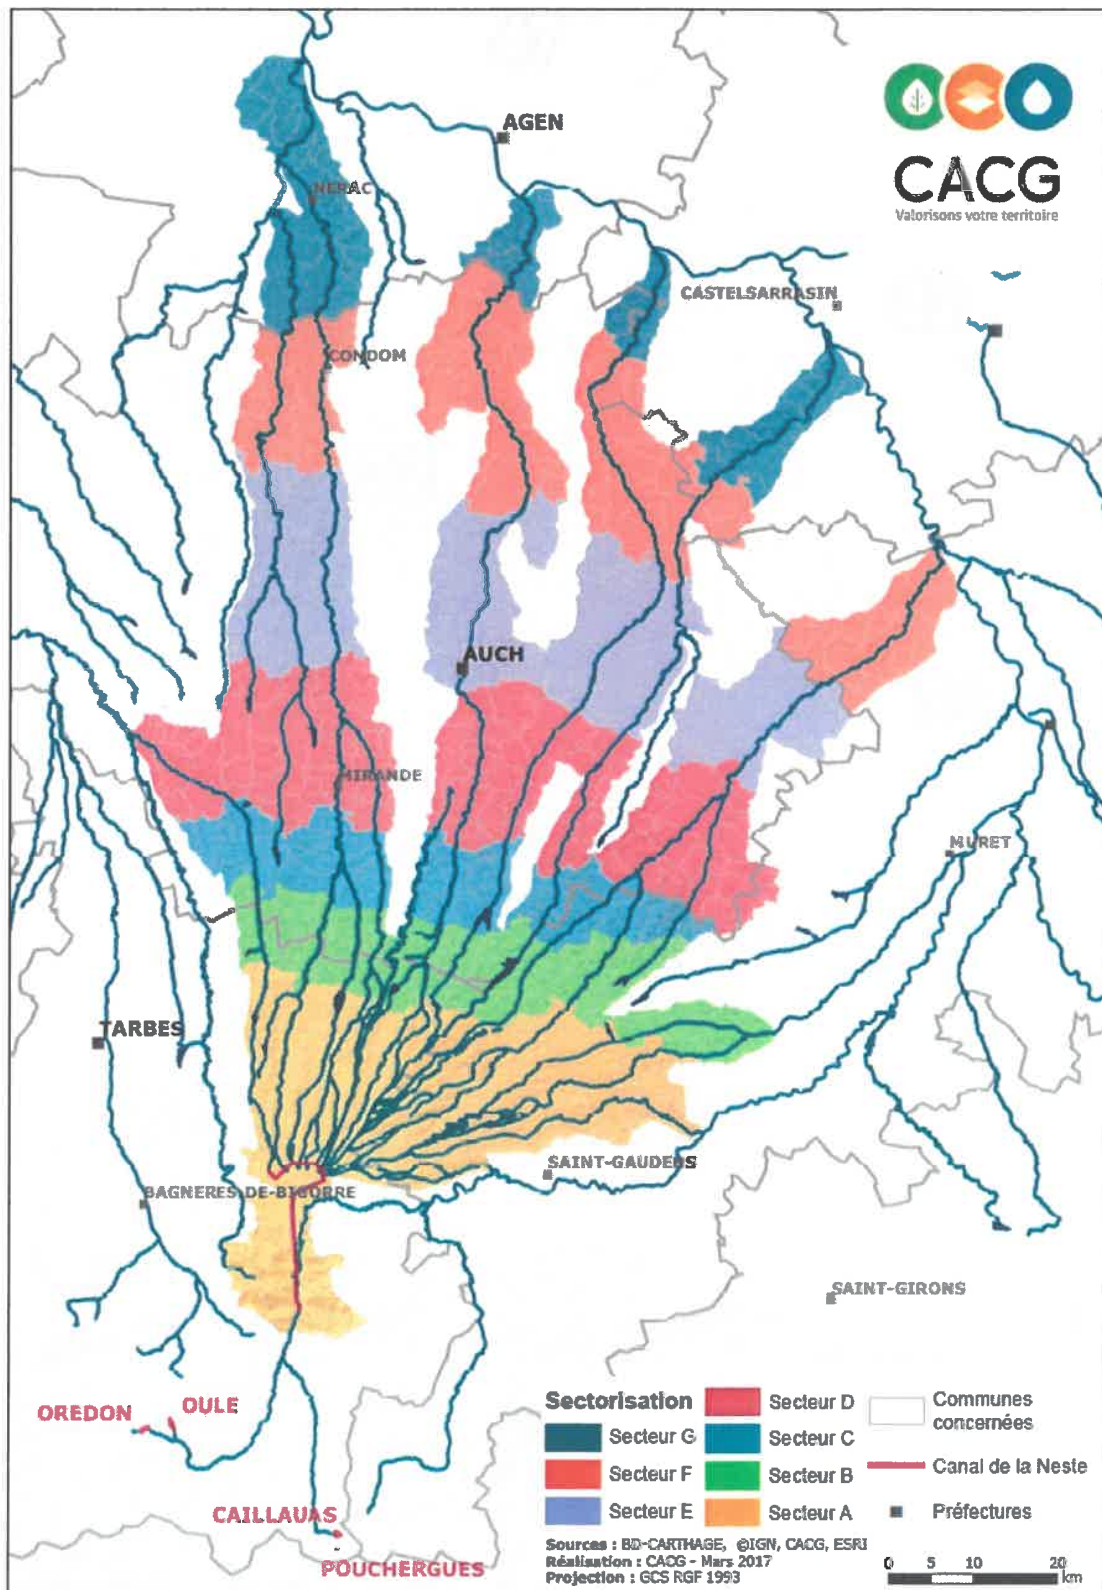 AGEN
CACG
Valorisons votre territoire
NERAC
CASTELSARRASIN
CONDOM
AUCH
MIRANDE
MURET
TARBES
SAINT-GAUDENS
BAGNERES-DE-BIGORRE
SAINT-GIRONS
OREDON
OULE
CAILLAUAS
POUCHERGUES
Sectorisation
Secteur G
Secteur F
Secteur E
Secteur D
Secteur C
Secteur B
Secteur A
Communes
concernées
Canal de la Neste
Préfectures
Sources : BD-CARTHAGE, ©IGN, CACG, ESRI
Réalisation : CACG - Mars 2017
Projection : GCS RGF 1993
0 5 10 20
km